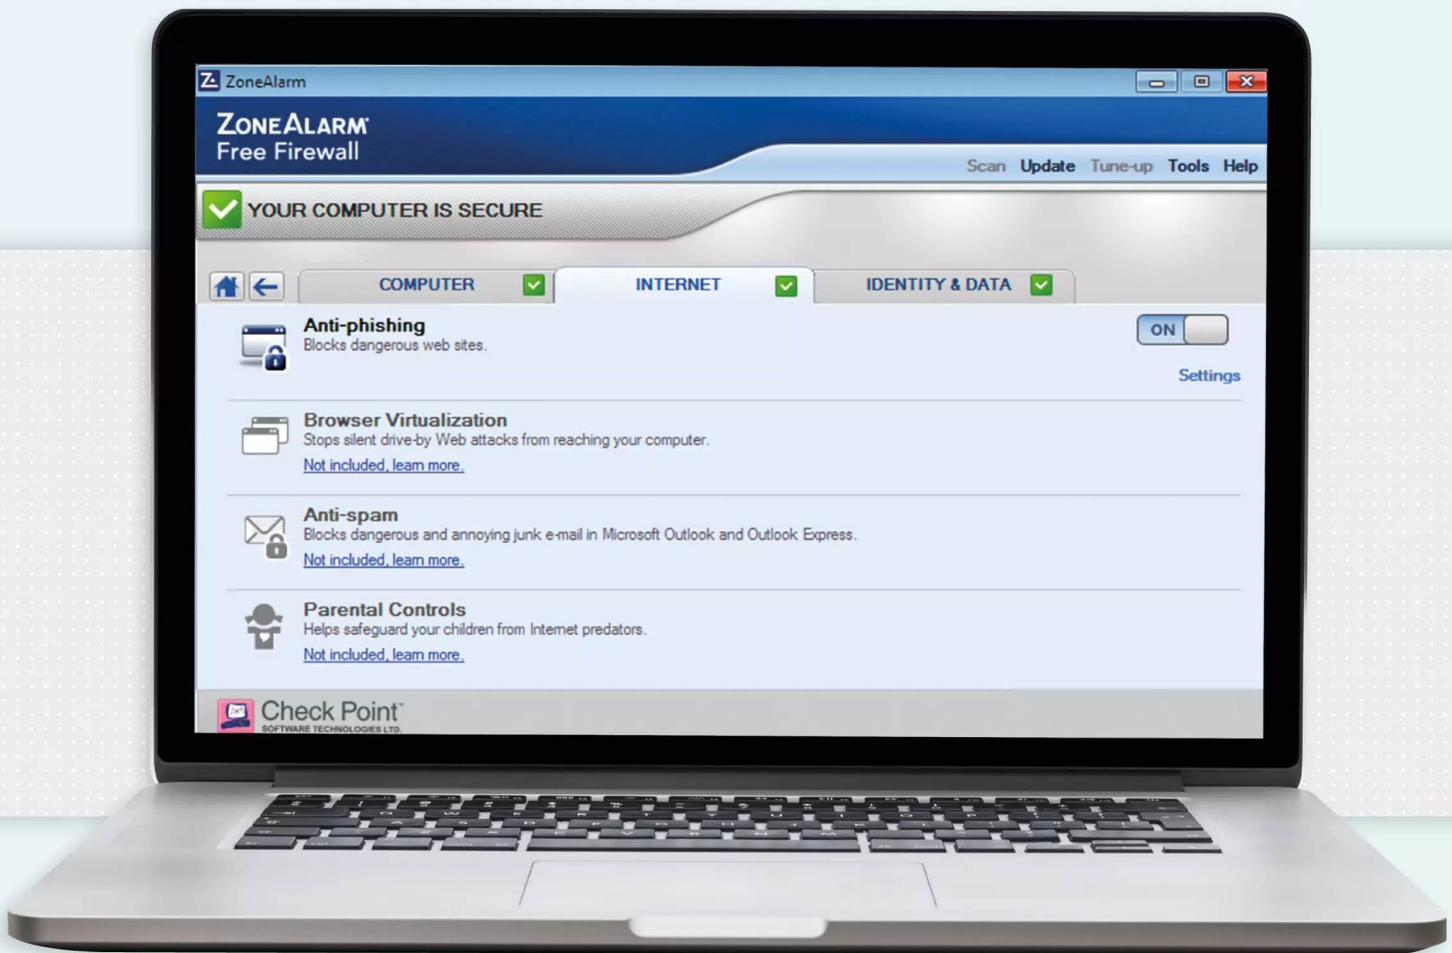 ZoneAlarm
ZONEALARM
Free Firewall
Scan Update Tune-up Tools Help
YOUR COMPUTER IS SECURE
COMPUTER INTERNET IDENTITY & DATA
Anti-phishing
Blocks dangerous web sites.
ON
Settings
Browser Virtualization
Stops silent drive-by Web attacks from reaching your computer.
Not included, learn more.
Anti-spam
Blocks dangerous and annoying junk e-mail in Microsoft Outlook and Outlook Express.
Not included, learn more.
Parental Controls
Helps safeguard your children from Internet predators.
Not included, learn more.
Check Point™
SOFTWARE TECHNOLOGIES LTD.